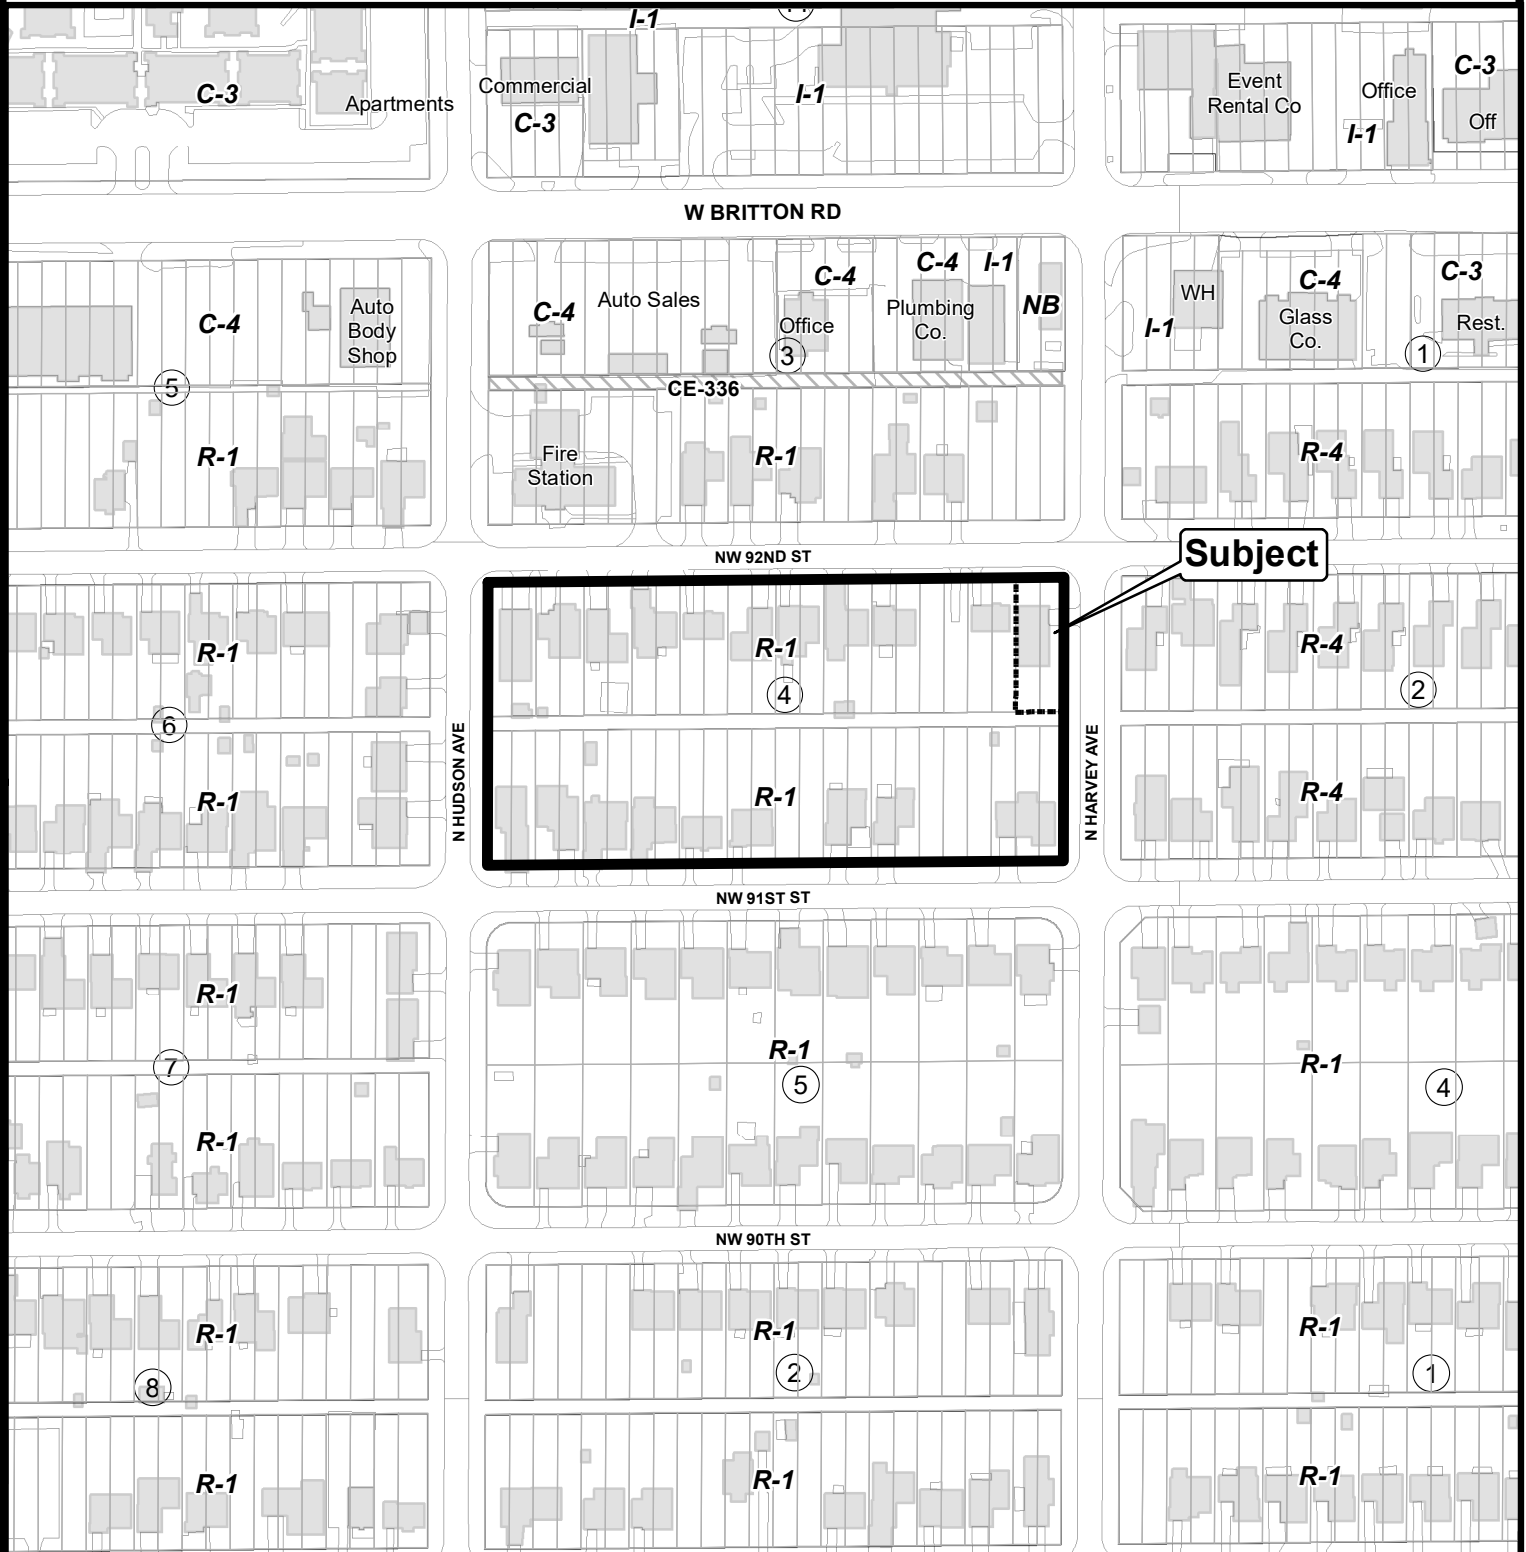 I-1
C-3
Apartments
Commercial
C-3
I-1
Event
Rental Co
Office
I-1
C-3
Off
W BRITTON RD
C-4
Auto
Body
Shop
5
R-1
C-4
Auto Sales
C-4
Office
3
C-4
Plumbing
Co.
I-1
NB
CE-336
Fire
Station
R-1
WH
I-1
C-4
Glass
Co.
C-3
Rest.
1
R-4
NW 92ND ST
Subject
R-1
6
R-1
N HUDSON AVE
R-1
4
R-1
N HARVEY AVE
R-4
2
R-4
NW 91ST ST
R-1
7
R-1
R-1
5
R-1
4
NW 90TH ST
R-1
8
R-1
R-1
2
R-1
R-1
1
R-1